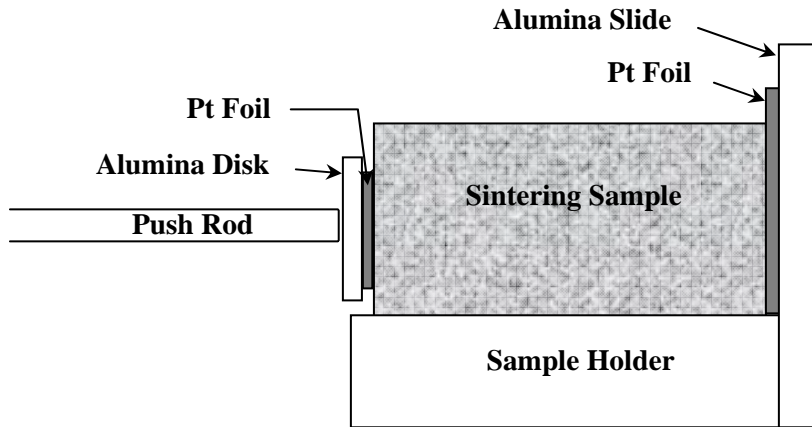 Alumina Slide
Pt Foil
Pt Foil
Alumina Disk
Sintering Sample
Push Rod
Sample Holder